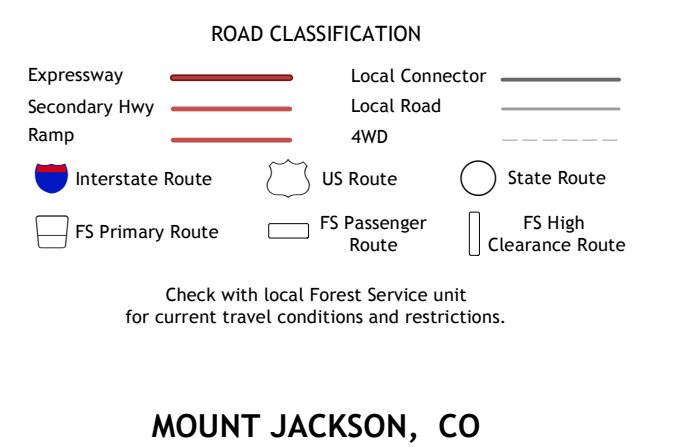 ROAD CLASSIFICATION
Expressway
Local Connector
Secondary Hwy
Local Road
Ramp
4WD
Interstate Route
US Route
State Route
FS Primary Route
FS Passenger
Route
FS High
Clearance Route
Check with local Forest Service unit
for current travel conditions and restrictions.
MOUNT JACKSON, CO